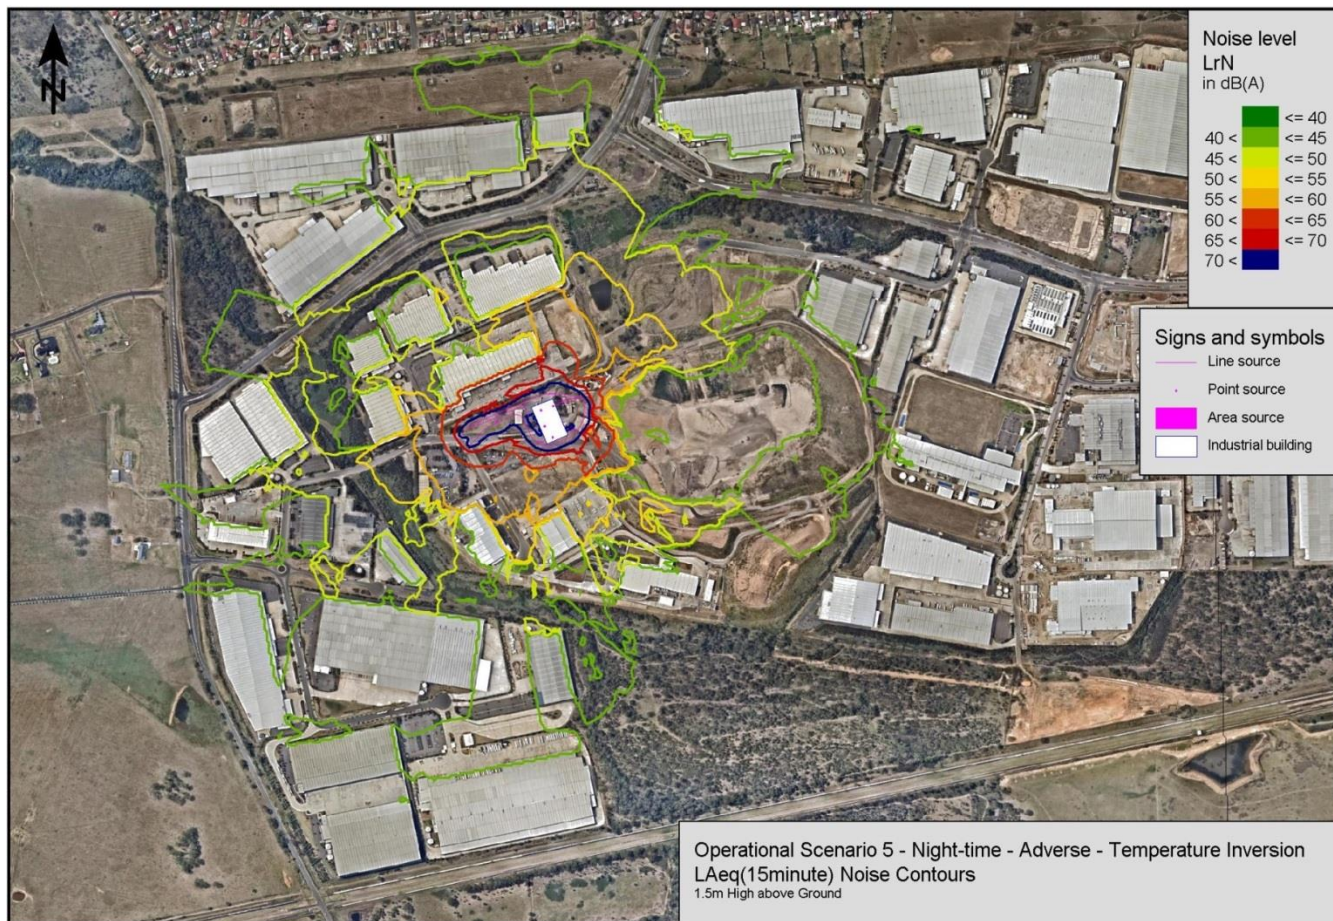 N
Noise level
LrN
in dB(A)
<= 40
40 < <= 45
45 < <= 50
50 < <= 55
55 < <= 60
60 < <= 65
65 < <= 70
70 <
Signs and symbols
Line source
Point source
Area source
Industrial building
Operational Scenario 5 - Night-time - Adverse - Temperature Inversion
LAeq(15minute) Noise Contours
1.5m High above Ground